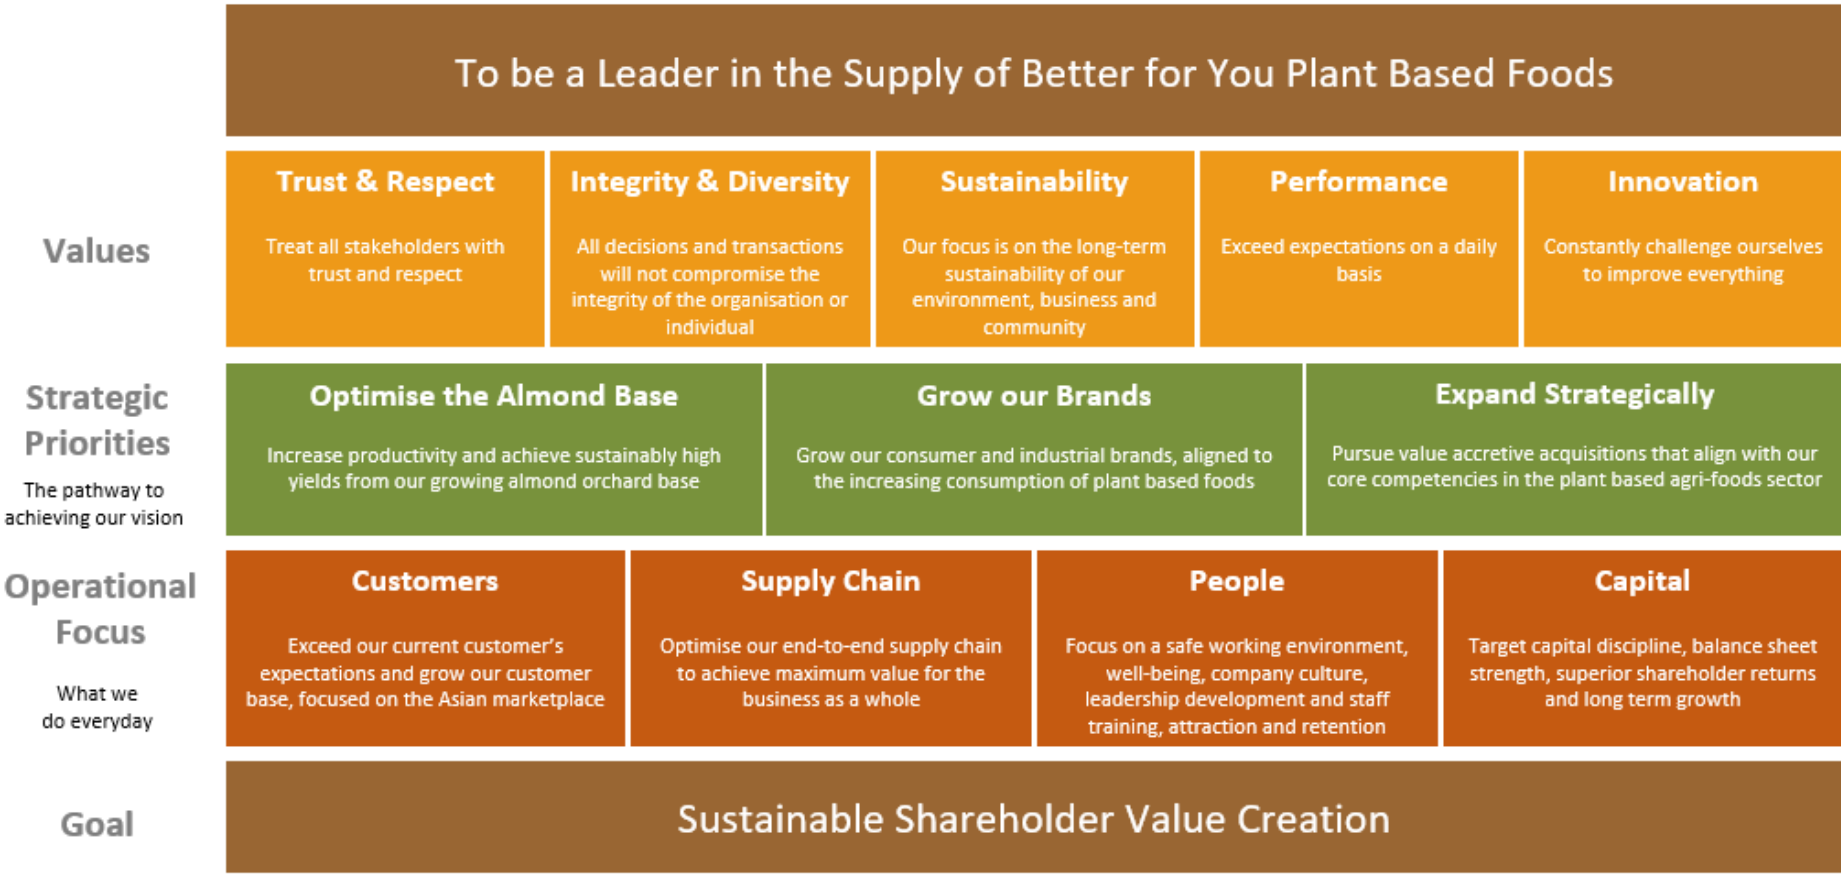 To be a Leader in the Supply of Better for You Plant Based Foods
Values
Trust & Respect
Treat all stakeholders with
trust and respect
Integrity & Diversity
All decisions and transactions
will not compromise the
integrity of the organisation or
individual
Sustainability
Our focus is on the long-term
sustainability of our
environment, business and
community
Performance
Exceed expectations on a daily
basis
Innovation
Constantly challenge ourselves
to improve everything
Strategic
Priorities
The pathway to
achieving our vision
Optimise the Almond Base
Increase productivity and achieve sustainably high
yields from our growing almond orchard base
Grow our Brands
Grow our consumer and industrial brands, aligned to
the increasing consumption of plant based foods
Expand Strategically
Pursue value accretive acquisitions that align with our
core competencies in the plant based agri-foods sector
Operational
Focus
What we
do everyday
Customers
Exceed our current customer’s
expectations and grow our customer
base, focused on the Asian marketplace
Supply Chain
Optimise our end-to-end supply chain
to achieve maximum value for the
business as a whole
People
Focus on a safe working environment,
well-being, company culture,
leadership development and staff
training, attraction and retention
Capital
Target capital discipline, balance sheet
strength, superior shareholder returns
and long term growth
Goal
Sustainable Shareholder Value Creation